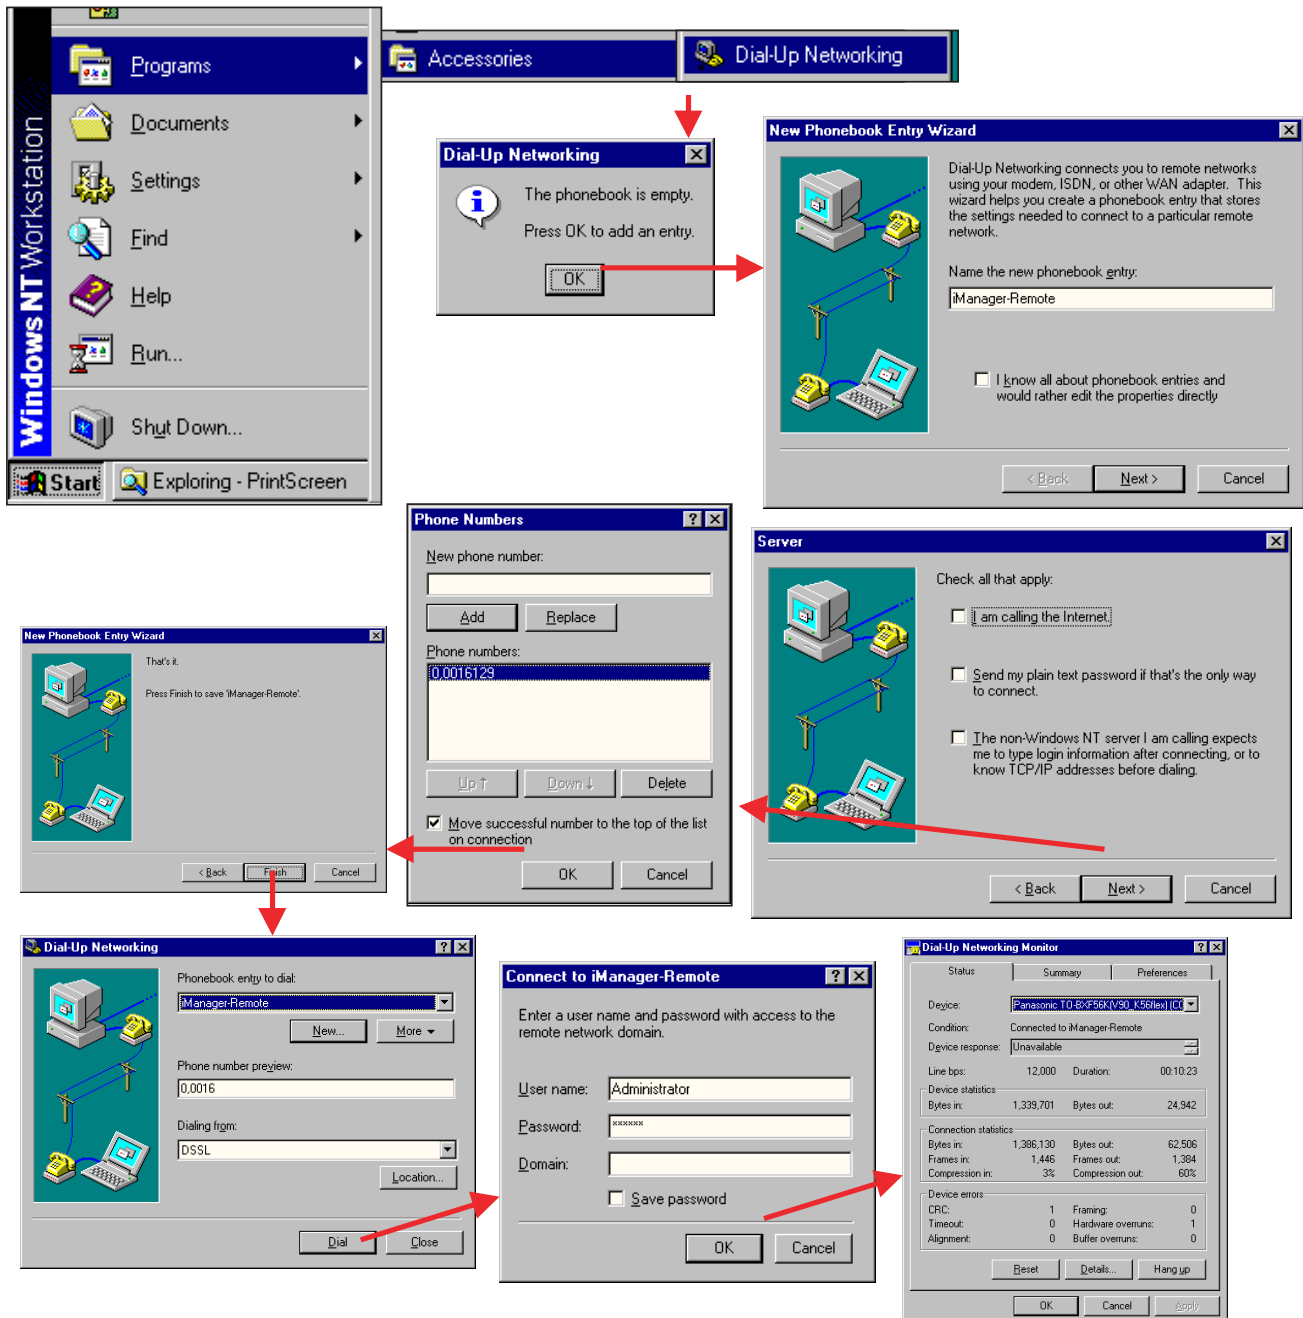 Windows NT Workstation
Programs
Documents
Settings
Find
Help
Run...
Shut Down...
Start
Exploring - PrintScreen
Accessories
Dial-Up Networking
Dial-Up Networking
The phonebook is empty.
Press OK to add an entry.
OK
New Phonebook Entry Wizard
Dial-Up Networking connects you to remote networks
using your modem, ISDN, or other WAN adapter. This
wizard helps you create a phonebook entry that stores
the settings needed to connect to a particular remote
network.
Name the new phonebook entry:
iManager-Remote
I know all about phonebook entries and
would rather edit the properties directly
< Back
Next >
Cancel
Server
Check all that apply:
I am calling the Internet.
Send my plain text password if that's the only way
to connect.
The non-Windows NT server I am calling expects
me to type login information after connecting, or to
know TCP/IP addresses before dialing.
< Back
Next >
Cancel
Phone Numbers
New phone number:
Add
Replace
Phone numbers:
0,0016129
Up ↑
Down ↓
Delete
Move successful number to the top of the list
on connection
OK
Cancel
New Phonebook Entry Wizard
That's it.
Press Finish to save 'iManager-Remote'.
< Back
Finish
Cancel
Dial-Up Networking
Phonebook entry to dial:
iManager-Remote
New...
More
Phone number preview:
0,0016
Dialing from:
DSSL
Location...
Dial
Close
Connect to iManager-Remote
Enter a user name and password with access to the
remote network domain.
User name: Administrator
Password: ******
Domain:
Save password
OK
Cancel
Dial-Up Networking Monitor
Status
Summary
Preferences
Device: Panasonic TO-BXF56K(V90_K56flex) (CO
Condition: Connected to iManager-Remote
Device response: Unavailable
Line bps: 12,000 Duration: 00:10:23
Device statistics
Bytes in: 1,339,701 Bytes out: 24,942
Connection statistics
Bytes in: 1,386,130 Bytes out: 62,506
Frames in: 1,446 Frames out: 1,384
Compression in: 3% Compression out: 60%
Device errors
CRC: 1 Framing: 0
Timeout: 0 Hardware overruns: 1
Alignment: 0 Buffer overruns: 0
Reset
Details...
Hang up
OK
Cancel
Apply